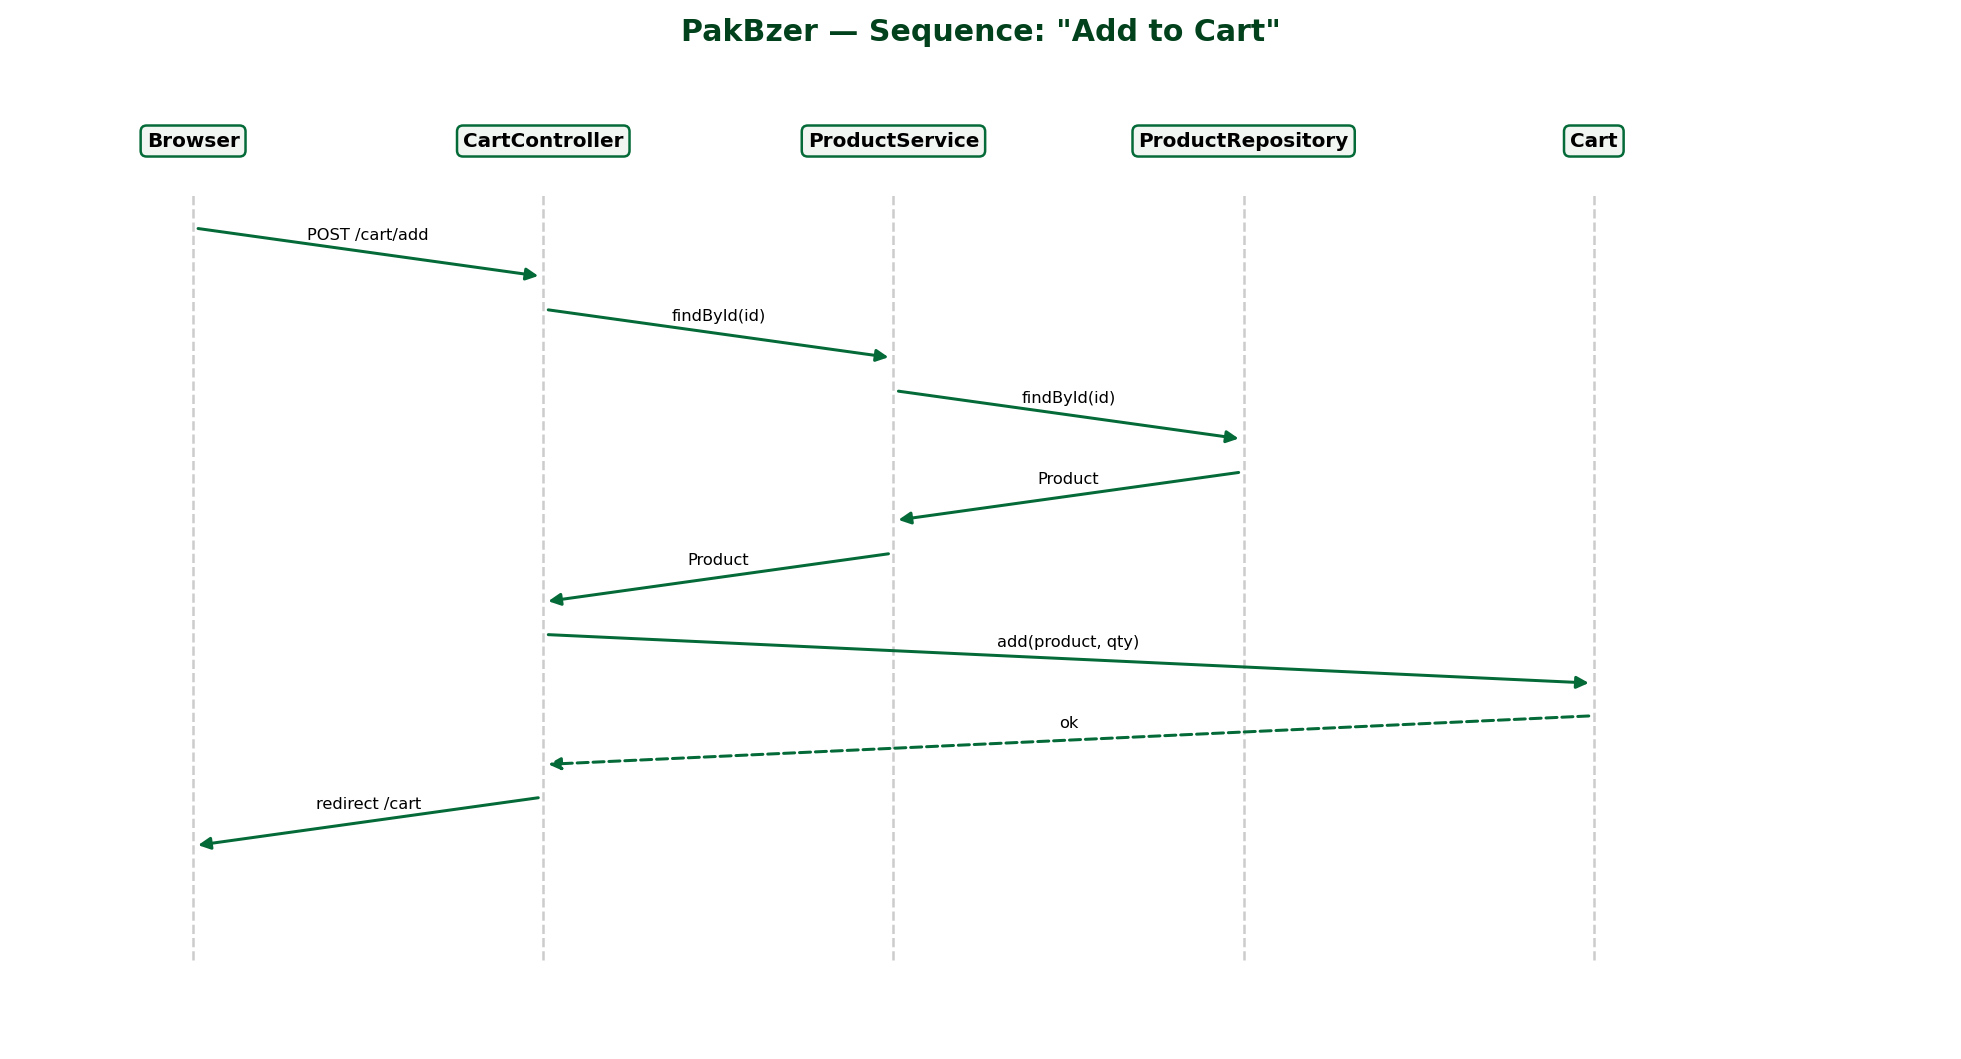 PakBzer — Sequence: "Add to Cart"
Browser
CartController
ProductService
ProductRepository
Cart
POST /cart/add
findById(id)
findById(id)
Product
Product
add(product, qty)
ok
redirect /cart